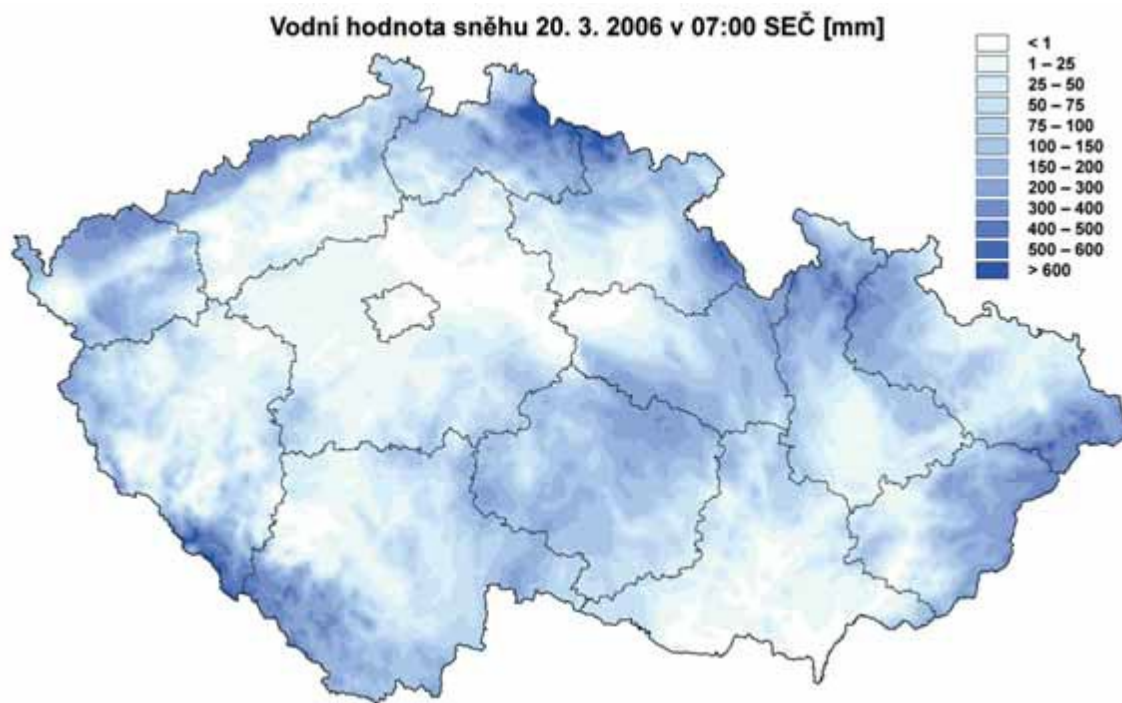 Vodní hodnota sněhu 20. 3. 2006 v 07:00 SEČ [mm]
< 1
1 – 25
25 – 50
50 – 75
75 – 100
100 – 150
150 – 200
200 – 300
300 – 400
400 – 500
500 – 600
> 600